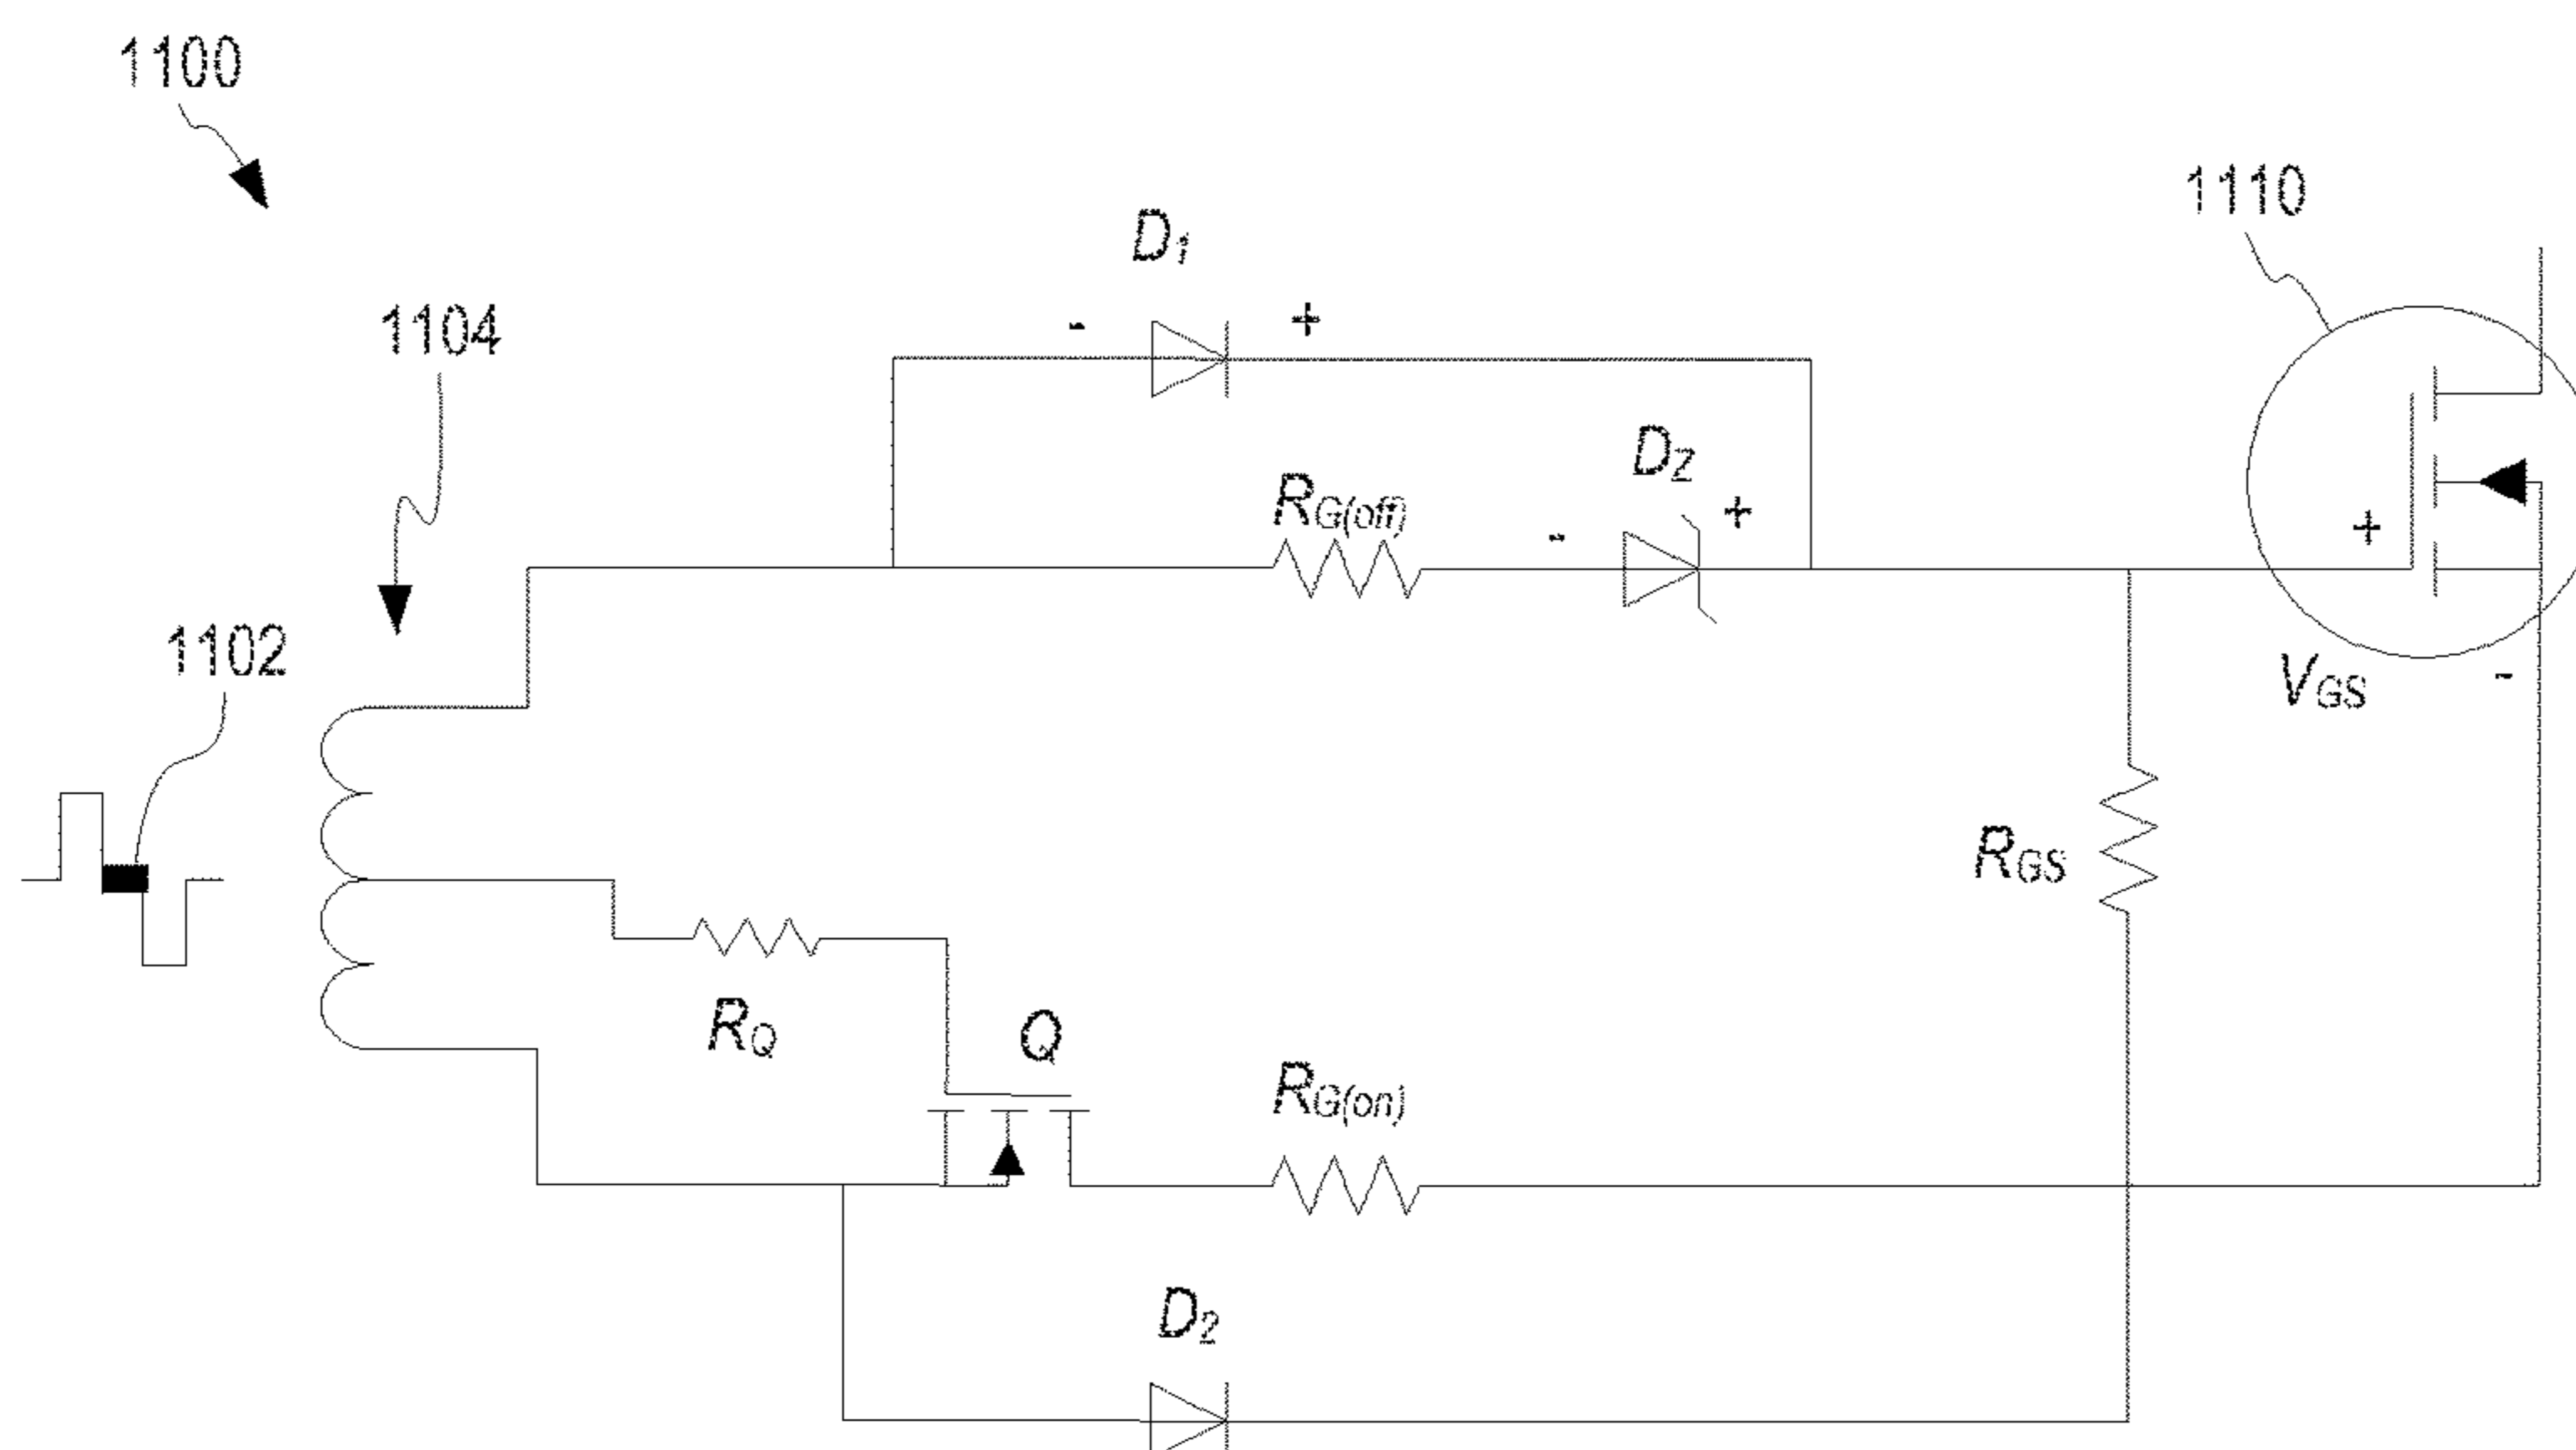 1100
1110
D1
1104
- +
DZ
RG(off)
- +
+
1102
VGS
-
RGS
RQ
Q
RG(on)
D2